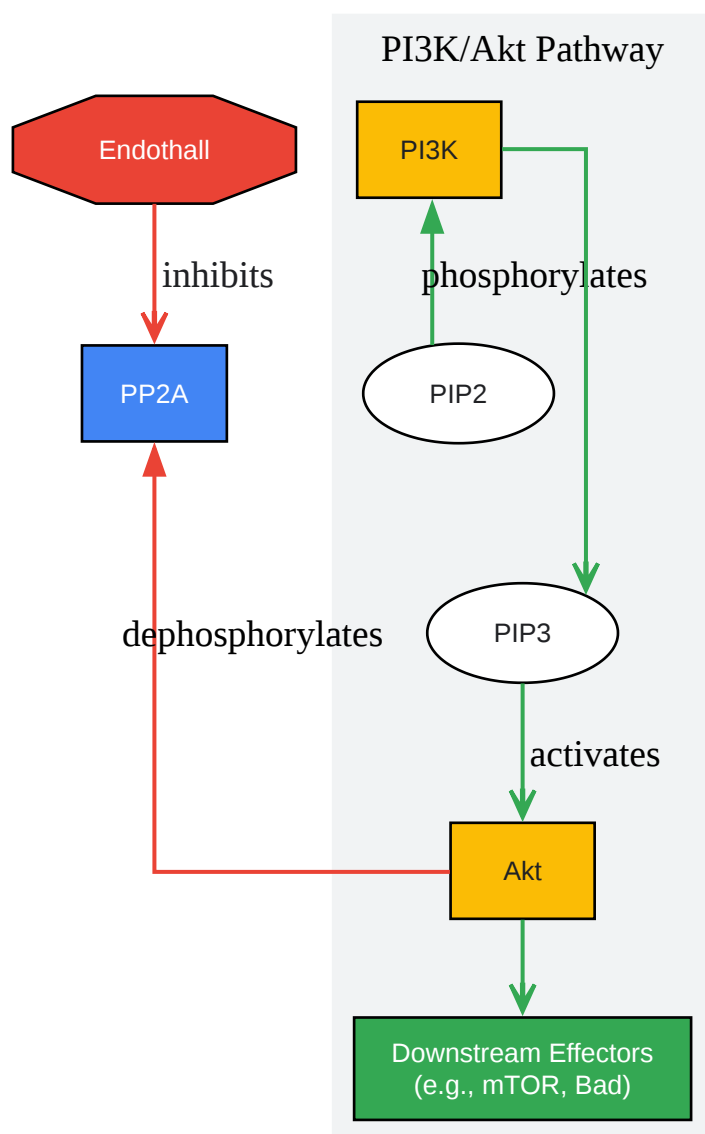 PI3K/Akt Pathway
Endothall
PI3K
inhibits
phosphorylates
PP2A
PIP2
dephosphorylates
PIP3
activates
Akt
Downstream Effectors
(e.g., mTOR, Bad)